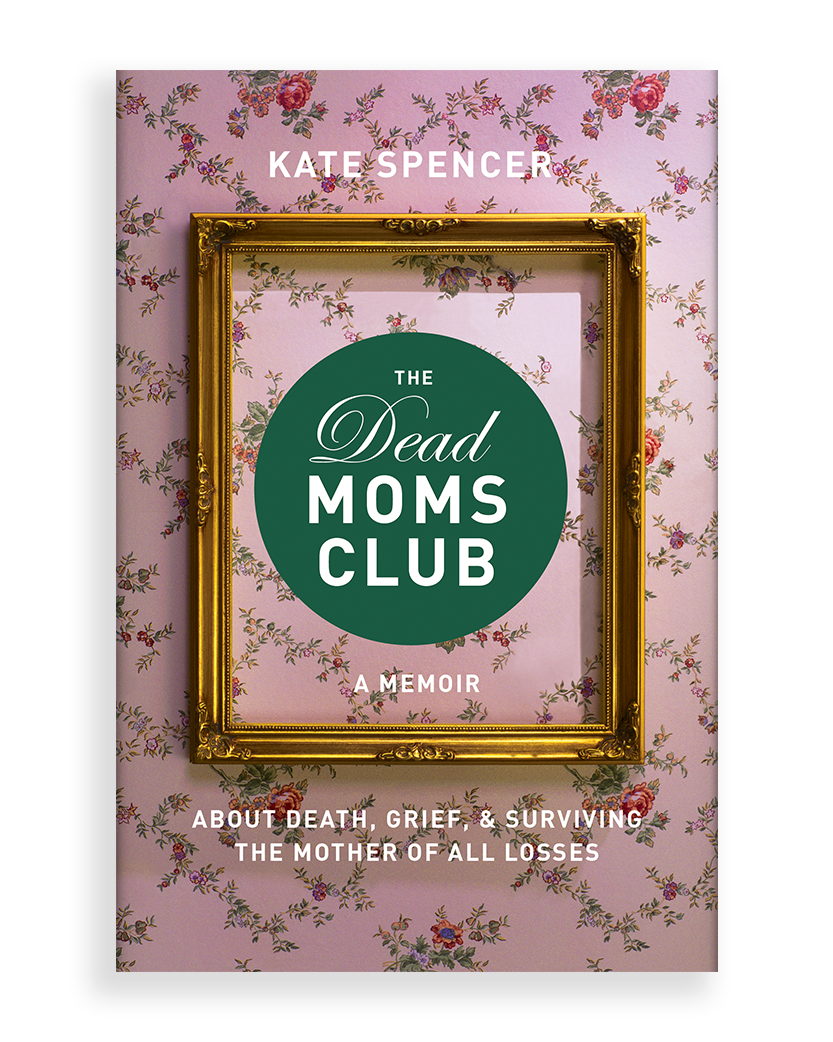 KATE SPENCER
THE
Dead
MOMS
CLUB
A MEMOIR
ABOUT DEATH, GRIEF, & SURVIVING
THE MOTHER OF ALL LOSSES